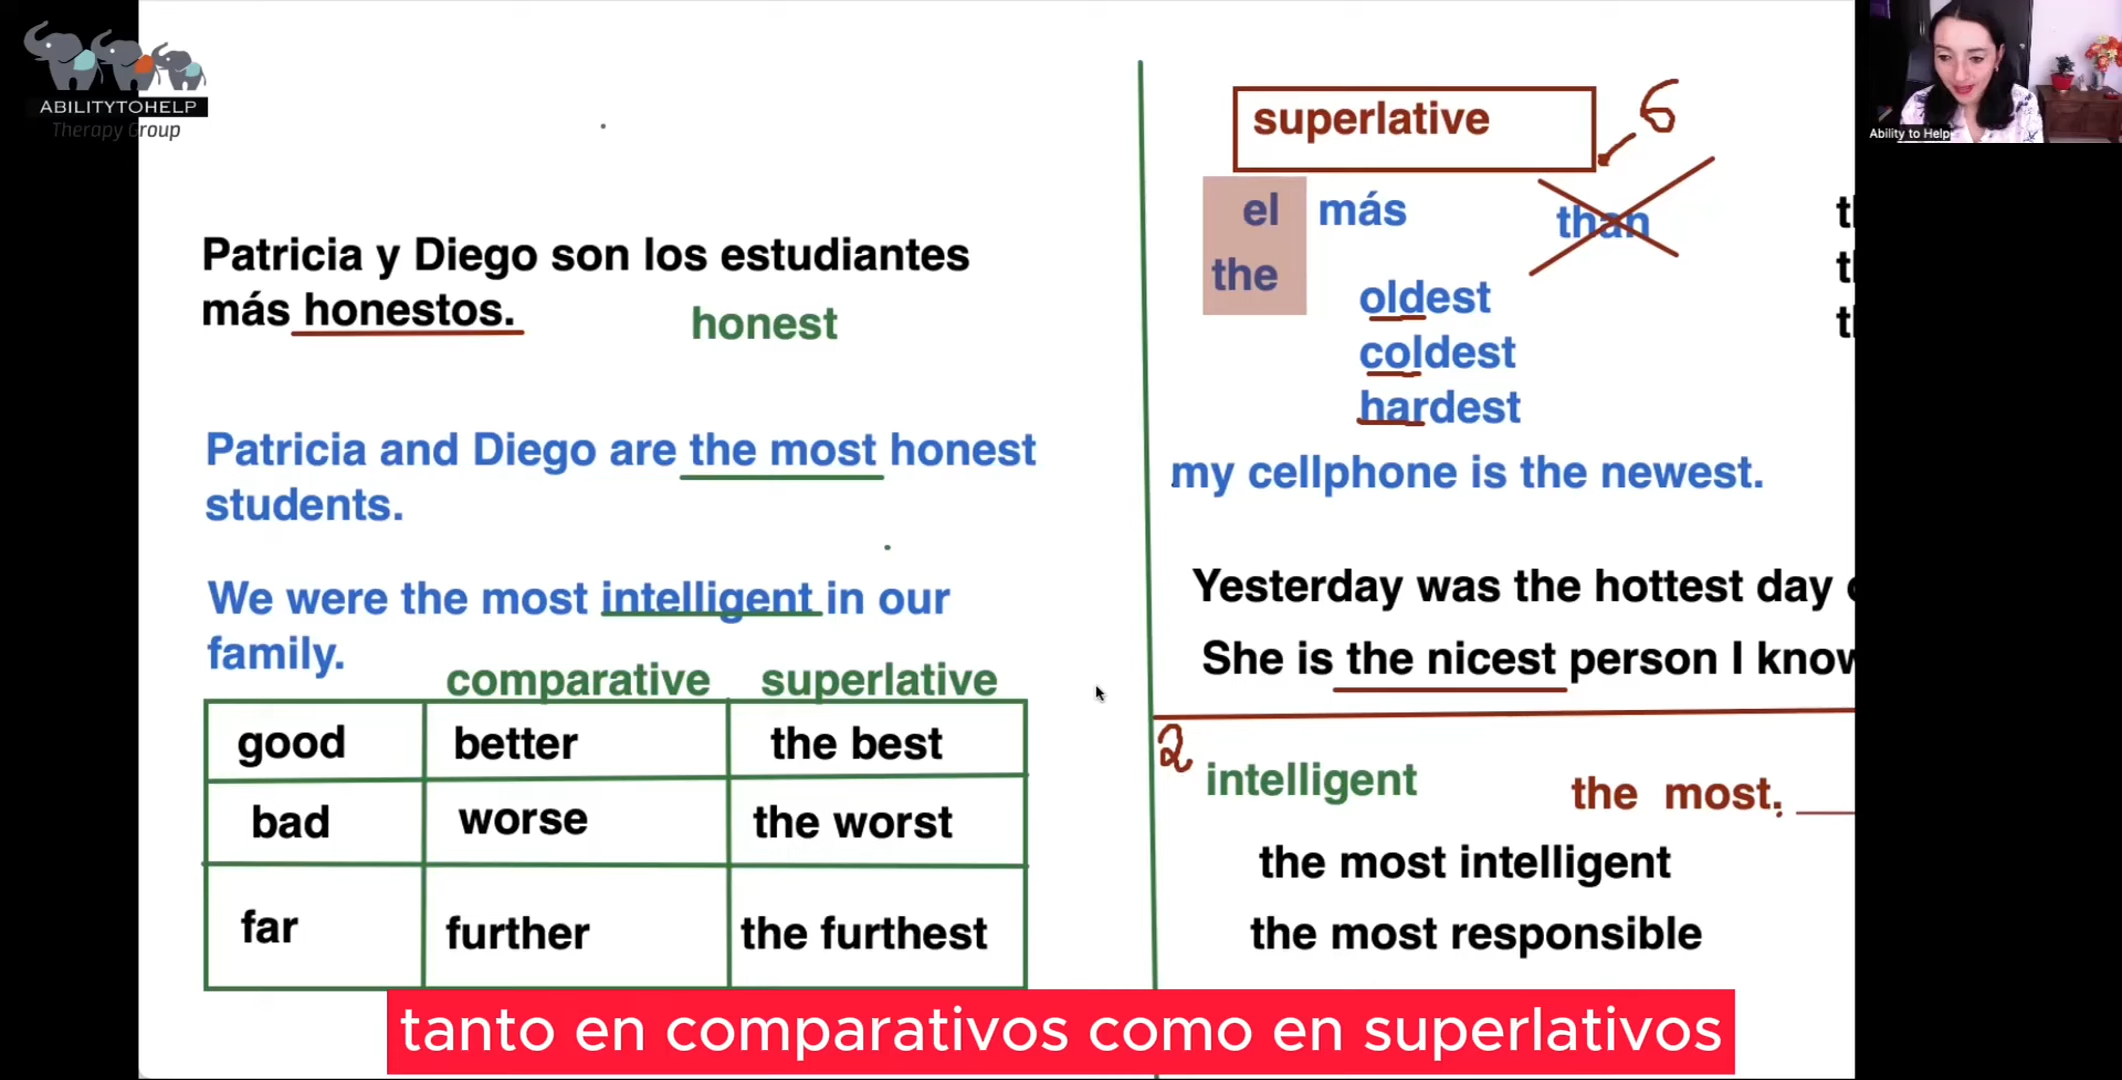 ABILITYTOHELP
Therapy Group
Patricia y Diego son los estudiantes
más honestos.
honest
Patricia and Diego are the most honest
students.
We were the most intelligent in our
family.
comparative superlative
good better the best
bad worse the worst
far further the furthest
superlative 6
el más than
the
oldest
coldest
hardest
my cellphone is the newest.
Yesterday was the hottest day
She is the nicest person I know
2
intelligent the most.
the most intelligent
the most responsible
Ability to Help
tanto en comparativos como en superlativos